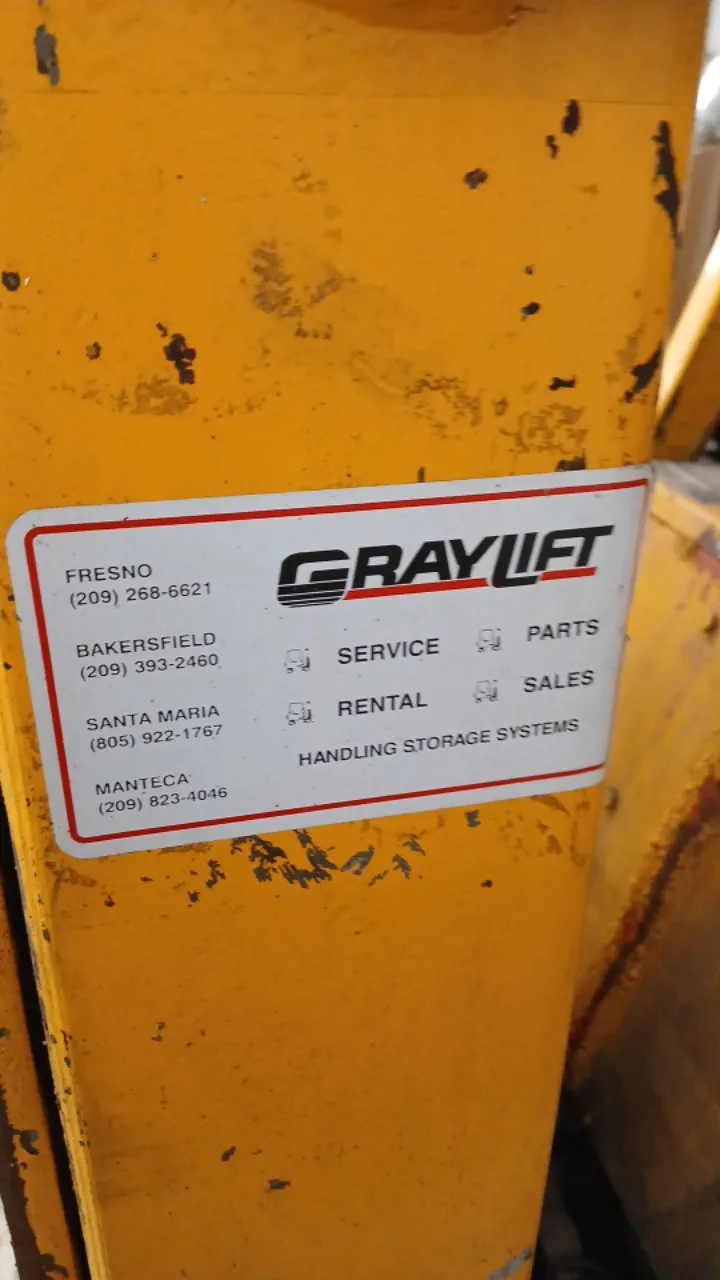 FRESNO
(209) 268-6621
BAKERSFIELD
(209) 393-2460
SANTA MARIA
(805) 922-1767
MANTECA
(209) 823-4046
GRAYLIFT
SERVICE PARTS
RENTAL SALES
HANDLING STORAGE SYSTEMS